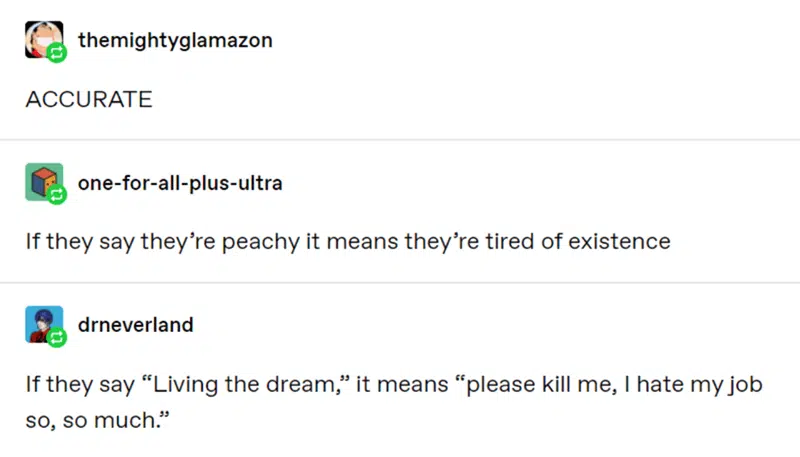 themightyglamazon
ACCURATE
one-for-all-plus-ultra
If they say they’re peachy it means they’re tired of existence
drneverland
If they say “Living the dream,” it means “please kill me, I hate my job
so, so much.”